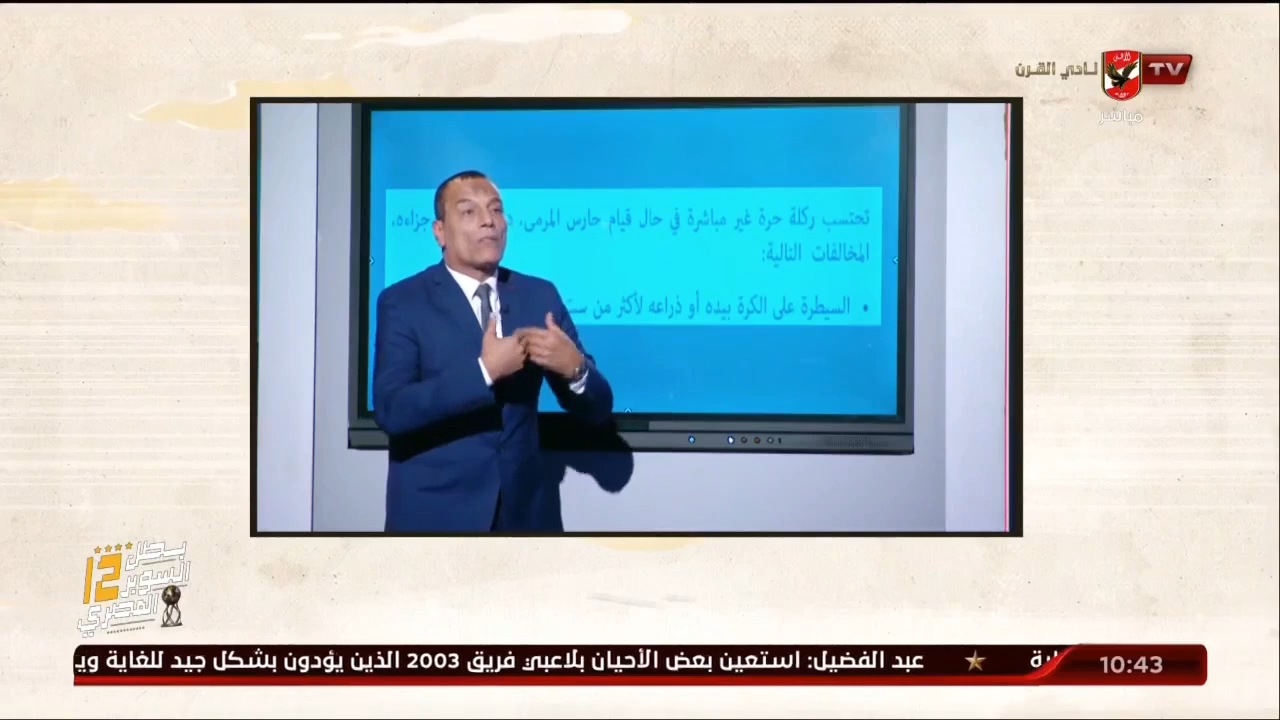 TV
نادي القرن
مباشر
تحتسب ركلة حرة غير مباشرة في حال قيام حارس المرمى، جزاءه،
المخالفات التالية:
• السيطرة على الكرة بيده أو ذراعه لأكثر من
بطل
السوبر 12
المصري
10:43
عبد الفضيل: استعين بعض الأحيان بلاعبي فريق 2003 الذين يؤدون بشكل جيد للغاية